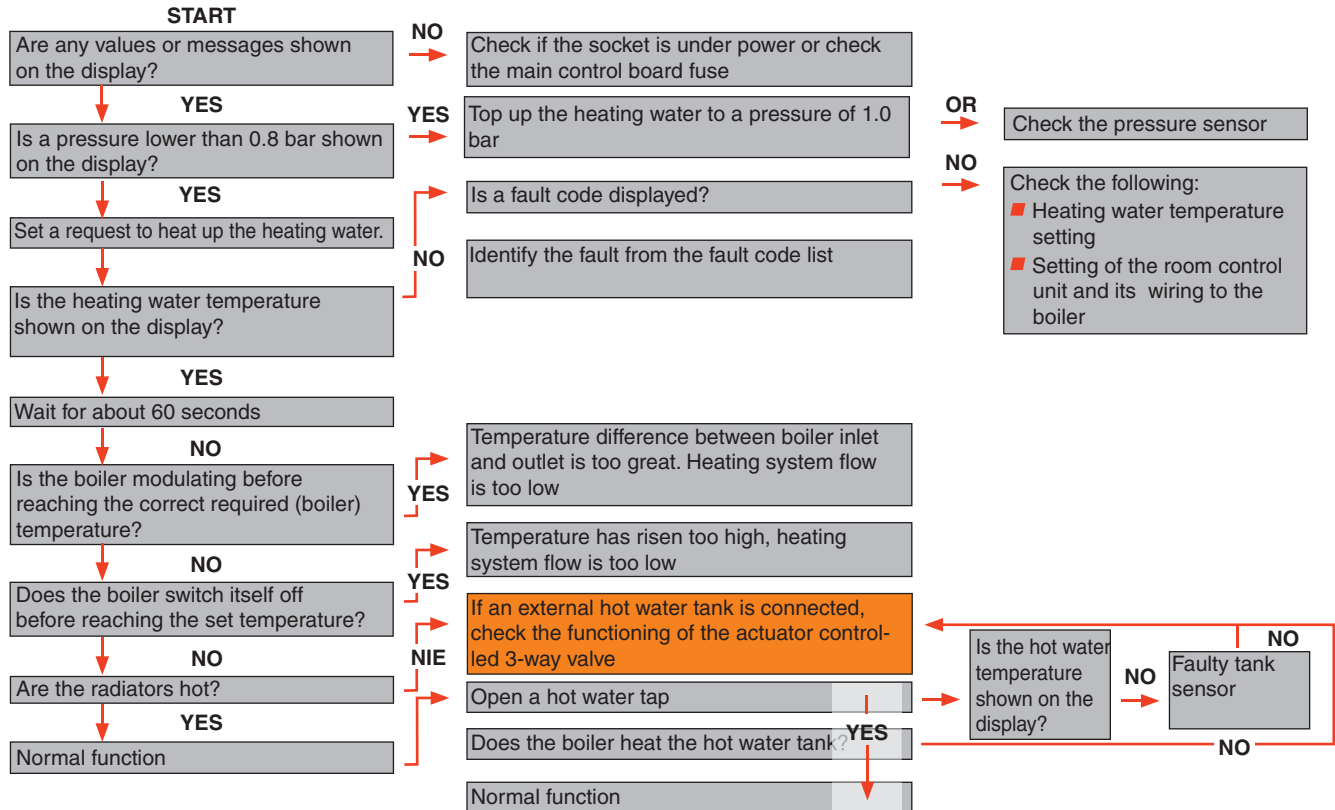 START
Are any values or messages shown
on the display?
NO
Check if the socket is under power or check
the main control board fuse
YES
Is a pressure lower than 0.8 bar shown
on the display?
YES
Top up the heating water to a pressure of 1.0
bar
OR
Check the pressure sensor
YES
Set a request to heat up the heating water.
Is a fault code displayed?
NO
Check the following:
Heating water temperature
setting
Setting of the room control
unit and its wiring to the
boiler
NO
Identify the fault from the fault code list
Is the heating water temperature
shown on the display?
YES
Wait for about 60 seconds
NO
Is the boiler modulating before
reaching the correct required (boiler)
temperature?
YES
Temperature difference between boiler inlet
and outlet is too great. Heating system flow
is too low
NO
Does the boiler switch itself off
before reaching the set temperature?
YES
Temperature has risen too high, heating
system flow is too low
NO
Are the radiators hot?
NIE
If an external hot water tank is connected,
check the functioning of the actuator control-
led 3-way valve
YES
Normal function
Open a hot water tap
Is the hot water
temperature
shown on the
display?
NO
Faulty tank
sensor
NO
Does the boiler heat the hot water tank?
YES
NO
Normal function